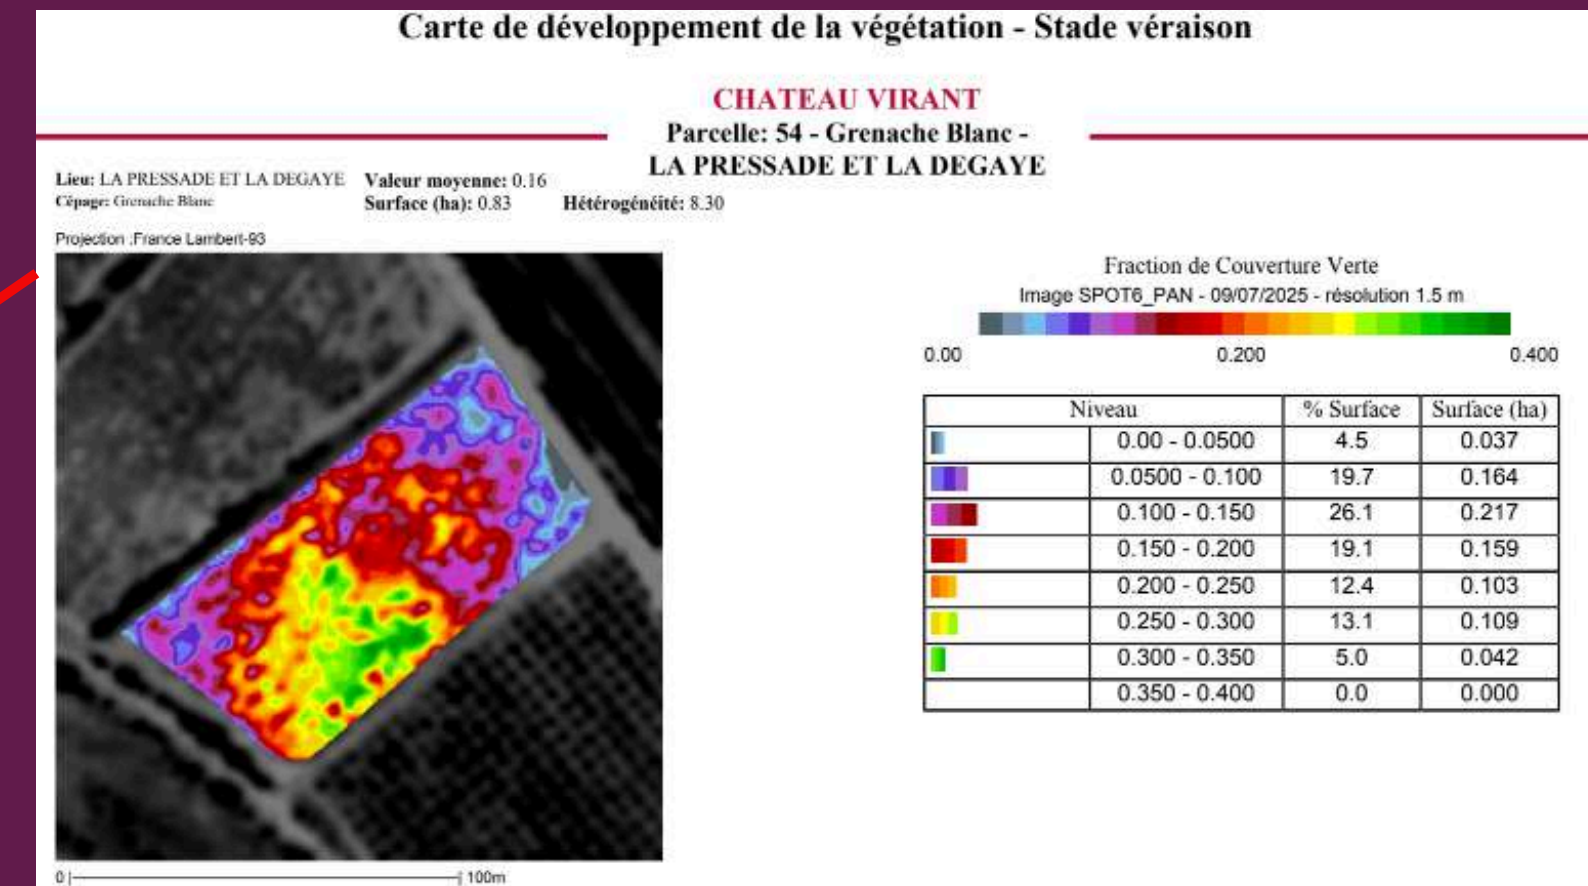 Carte de développement de la végétation - Stade véraison
CHATEAU VIRANT
Parcelle: 54 - Grenache Blanc -
LA PRESSADE ET LA DEGAYE
Lieu: LA PRESSADE ET LA DEGAYE Valeur moyenne: 0.16
Cépage: Grenache Blanc Surface (ha): 0.83 Hétérogénéité: 8.30
Projection :France Lambert-93
Fraction de Couverture Verte
Image SPOT6_PAN - 09/07/2025 - résolution 1.5 m
0.00 0.200 0.400
Niveau % Surface Surface (ha)
0.00 - 0.0500 4.5 0.037
0.0500 - 0.100 19.7 0.164
0.100 - 0.150 26.1 0.217
0.150 - 0.200 19.1 0.159
0.200 - 0.250 12.4 0.103
0.250 - 0.300 13.1 0.109
0.300 - 0.350 5.0 0.042
0.350 - 0.400 0.0 0.000
0 100m